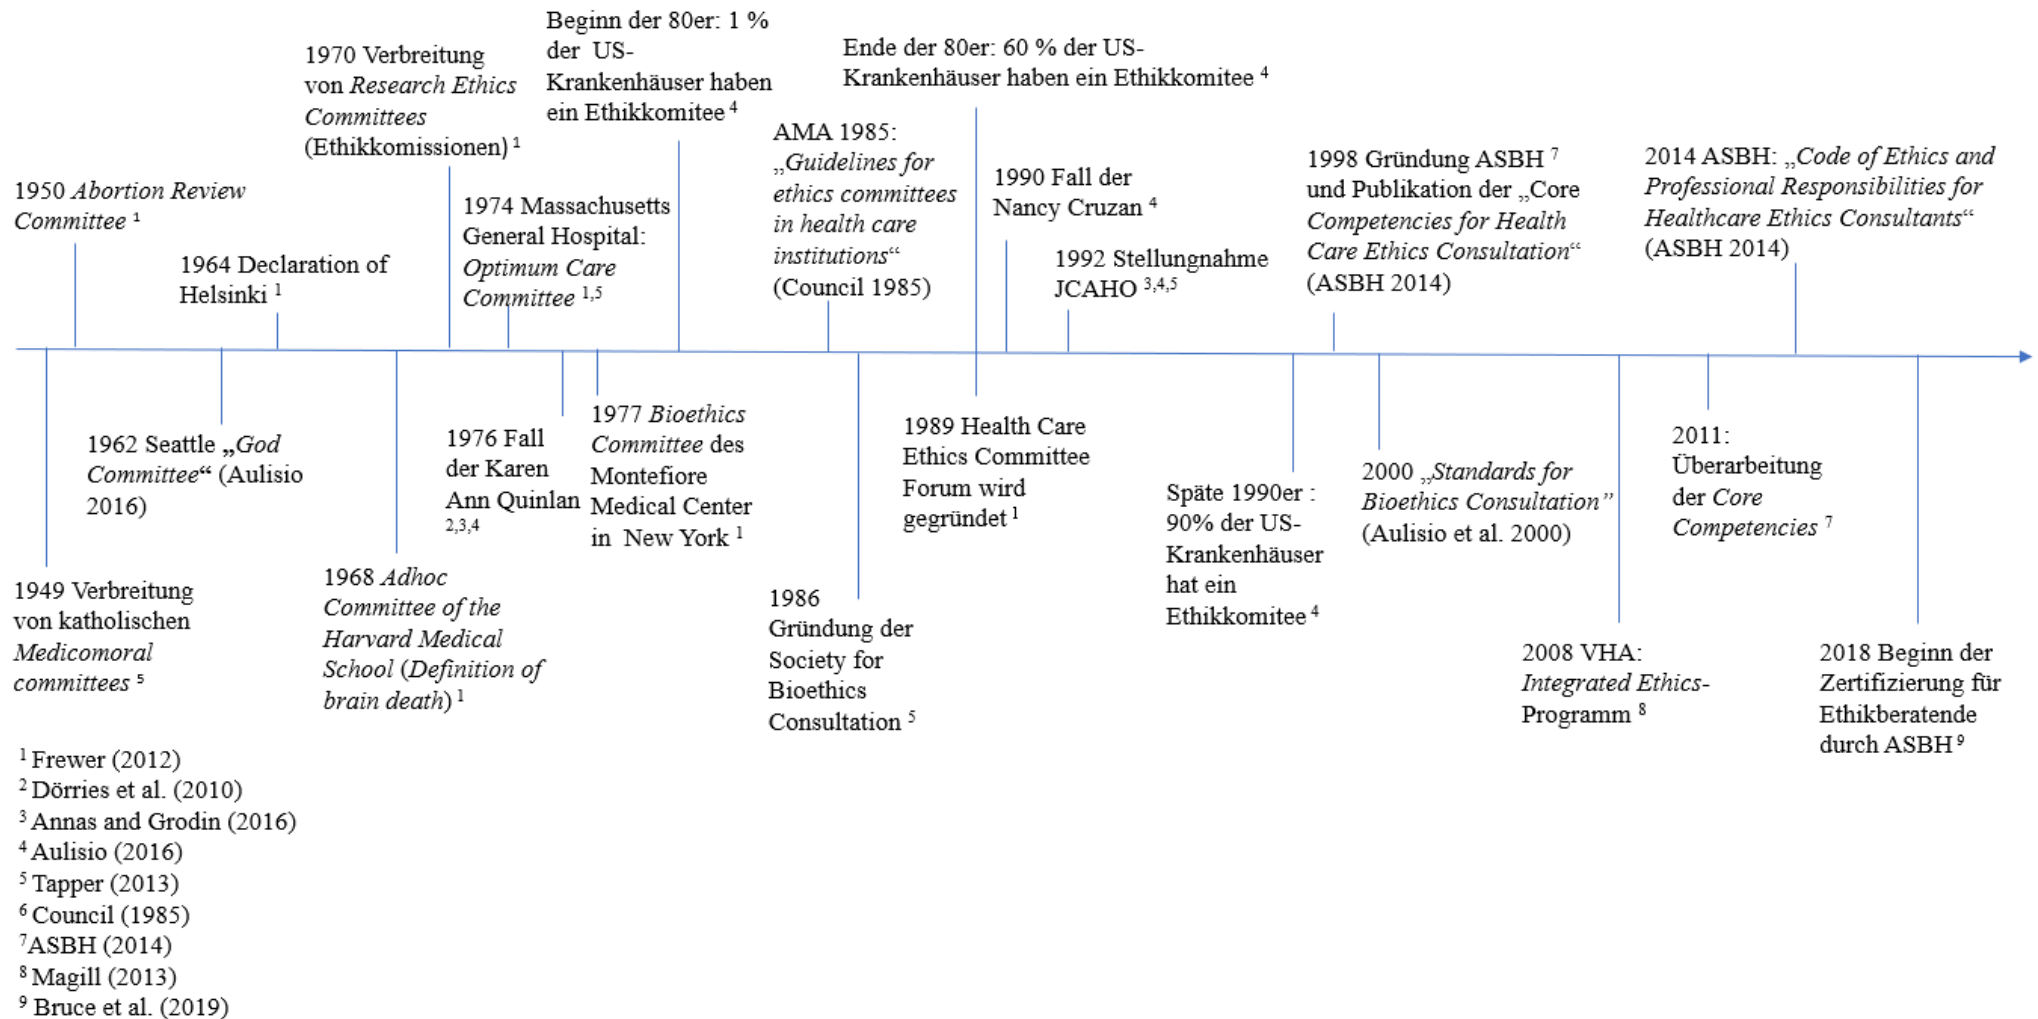 1950 Abortion Review
Committee ¹
1964 Declaration of
Helsinki ¹
1970 Verbreitung
von Research Ethics
Committees
(Ethikkomissionen) ¹
1974 Massachusetts
General Hospital:
Optimum Care
Committee ¹,⁵
Beginn der 80er: 1 %
der US-
Krankenhäuser haben
ein Ethikkomitee ⁴
AMA 1985:
„Guidelines for
ethics committees
in health care
institutions“
(Council 1985)
Ende der 80er: 60 % der US-
Krankenhäuser haben ein Ethikkomitee ⁴
1990 Fall der
Nancy Cruzan ⁴
1992 Stellungnahme
JCAHO ³,⁴,⁵
1998 Gründung ASBH ⁷
und Publikation der „Core
Competencies for Health
Care Ethics Consultation“
(ASBH 2014)
2014 ASBH: „Code of Ethics and
Professional Responsibilities for
Healthcare Ethics Consultants“
(ASBH 2014)
1949 Verbreitung
von katholischen
Medicomoral
committees ⁵
1962 Seattle „God
Committee“ (Aulisio
2016)
1968 Adhoc
Committee of the
Harvard Medical
School (Definition of
brain death) ¹
1976 Fall
der Karen
Ann Quinlan
²,³,⁴
1977 Bioethics
Committee des
Montefiore
Medical Center
in New York ¹
1986
Gründung der
Society for
Bioethics
Consultation ⁵
1989 Health Care
Ethics Committee
Forum wird
gegründet ¹
Späte 1990er :
90% der US-
Krankenhäuser
hat ein
Ethikkomitee ⁴
2000 „Standards for
Bioethics Consultation”
(Aulisio et al. 2000)
2008 VHA:
Integrated Ethics-
Programm ⁸
2011:
Überarbeitung
der Core
Competencies ⁷
2018 Beginn der
Zertifizierung für
Ethikberatende
durch ASBH ⁹
¹ Frewer (2012)
² Dörries et al. (2010)
³ Annas and Grodin (2016)
⁴ Aulisio (2016)
⁵ Tapper (2013)
⁶ Council (1985)
⁷ASBH (2014)
⁸ Magill (2013)
⁹ Bruce et al. (2019)